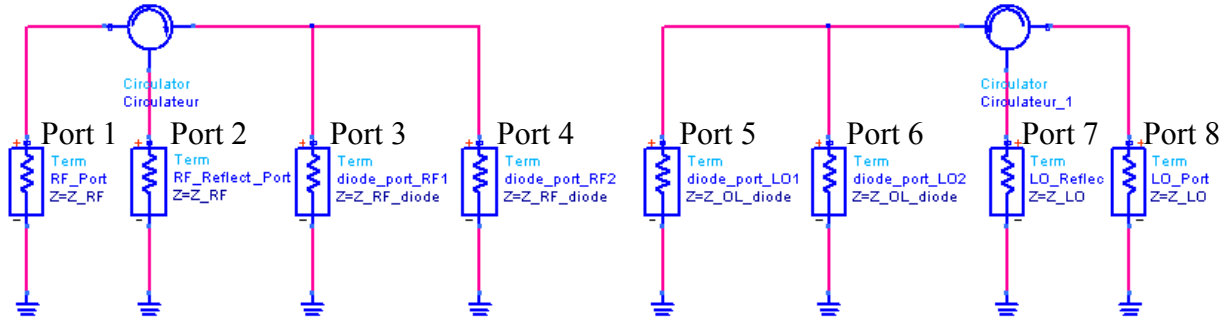 Circulator
Circulateur
Circulator
Circulateur_1
Port 1
Port 2
Port 3
Port 4
Port 5
Port 6
Port 7
Port 8
+
Term
RF_Port
Z=Z_RF
-
+
Term
RF_Reflect_Port
Z=Z_RF
-
+
Term
diode_port_RF1
Z=Z_RF_diode
-
+
Term
diode_port_RF2
Z=Z_RF_diode
-
+
Term
diode_port_LO1
Z=Z_OL_diode
-
+
Term
diode_port_LO2
Z=Z_OL_diode
-
+
Term
LO_Reflec
Z=Z_LO
-
+
Term
LO_Port
Z=Z_LO
-